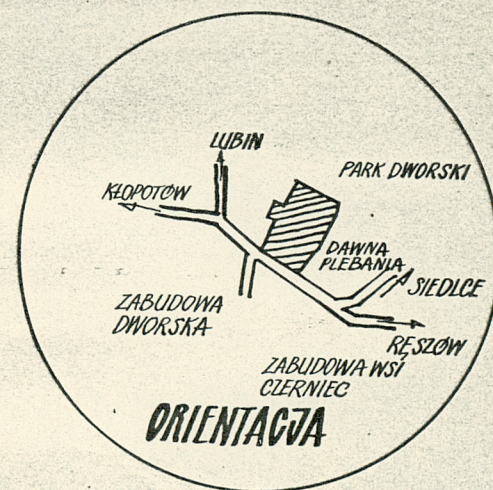 LUBIN
PARK DWORSKI
KŁOPOTÓW
DAWNA
PLEBANIA
SIEDLCE
ZABUDOWA
DWORSKA
RĘSZÓW
ZABUDOWA WSI
CZERNIEC
ORIENTACJA